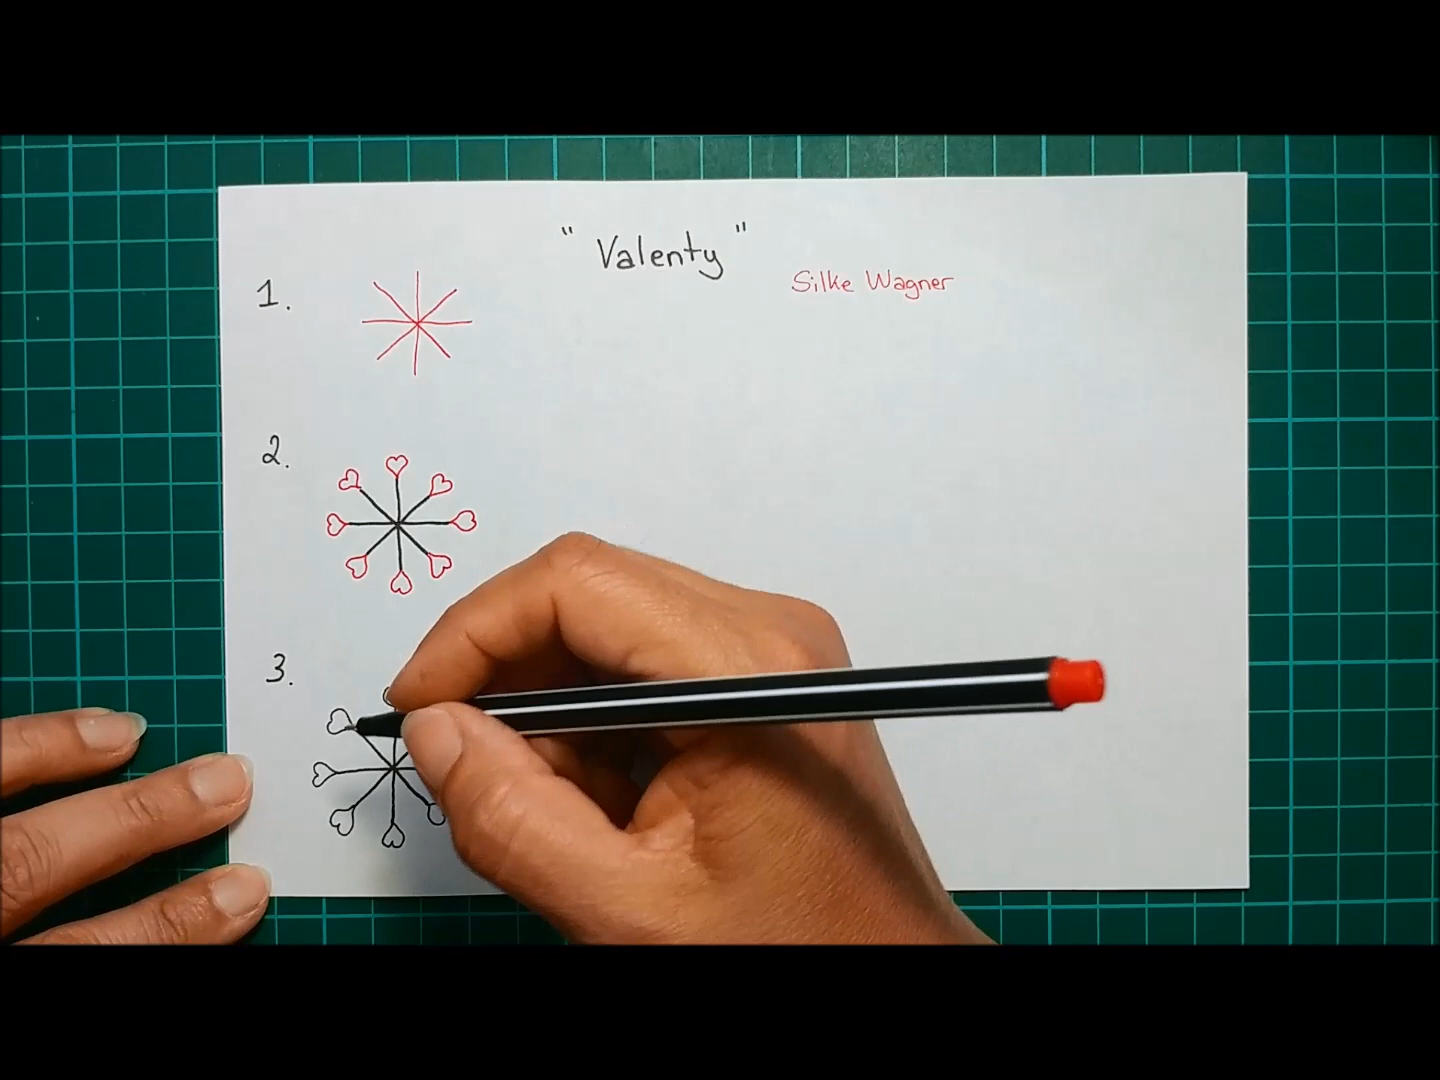 " Valenty "
Silke Wagner
1.
2.
3.